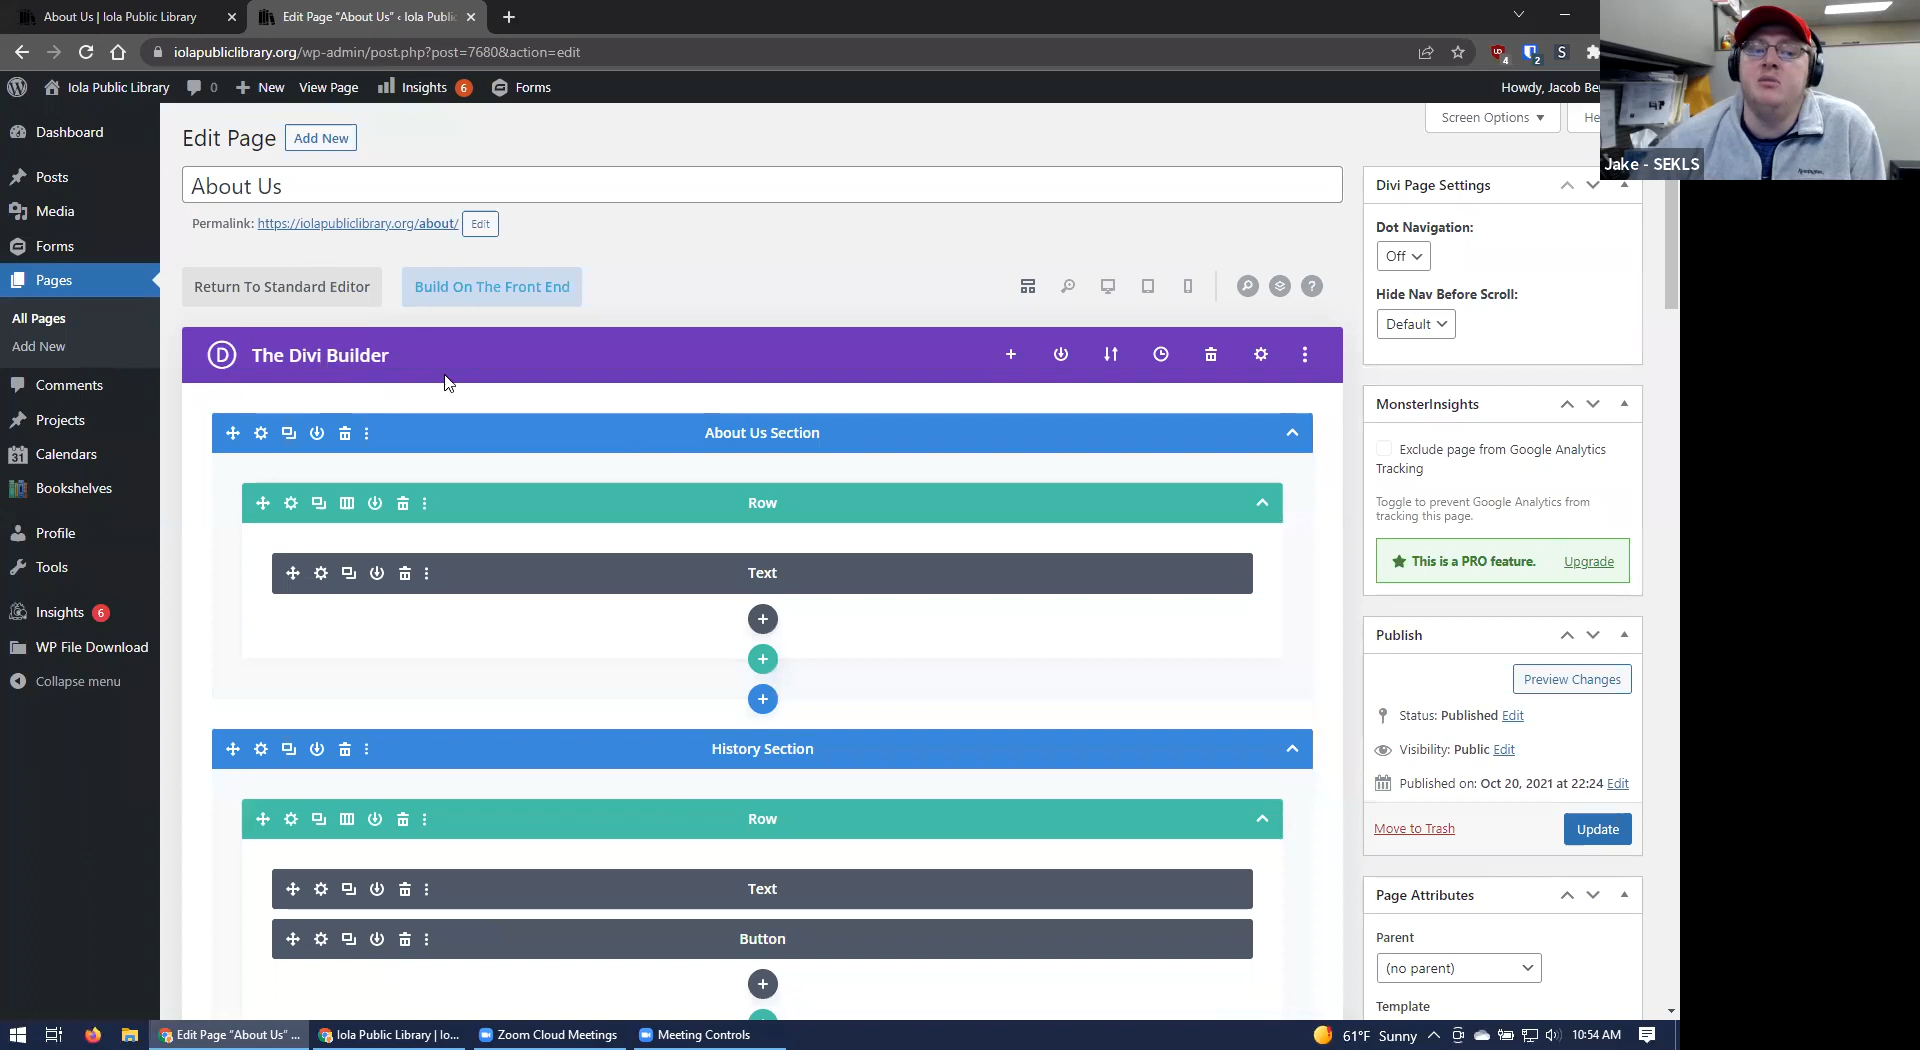 About Us | Iola Public Library
Edit Page "About Us" ‹ Iola Public
iolapubliclibrary.org/wp-admin/post.php?post=7680&action=edit
4
2
S
Iola Public Library
0
New
View Page
Insights
6
Forms
Howdy, Jacob Be
Dashboard
Posts
Media
Forms
Pages
All Pages
Add New
Comments
Projects
31
Calendars
Bookshelves
Profile
Tools
Insights
6
WP File Download
Collapse menu
Edit Page
Add New
Screen Options
He
About Us
Permalink: https://iolapubliclibrary.org/about/
Edit
Return To Standard Editor
Build On The Front End
?
D
The Divi Builder
About Us Section
Row
Text
History Section
Row
Text
Button
Divi Page Settings
Dot Navigation:
Off
Hide Nav Before Scroll:
Default
MonsterInsights
Exclude page from Google Analytics
Tracking
Toggle to prevent Google Analytics from
tracking this page.
This is a PRO feature.
Upgrade
Publish
Preview Changes
Status: Published Edit
Visibility: Public Edit
Published on: Oct 20, 2021 at 22:24 Edit
Move to Trash
Update
Page Attributes
Parent
(no parent)
Template
Jake - SEKLS
Edit Page "About Us" ...
Iola Public Library | Io...
Zoom Cloud Meetings
Meeting Controls
61°F Sunny
10:54 AM